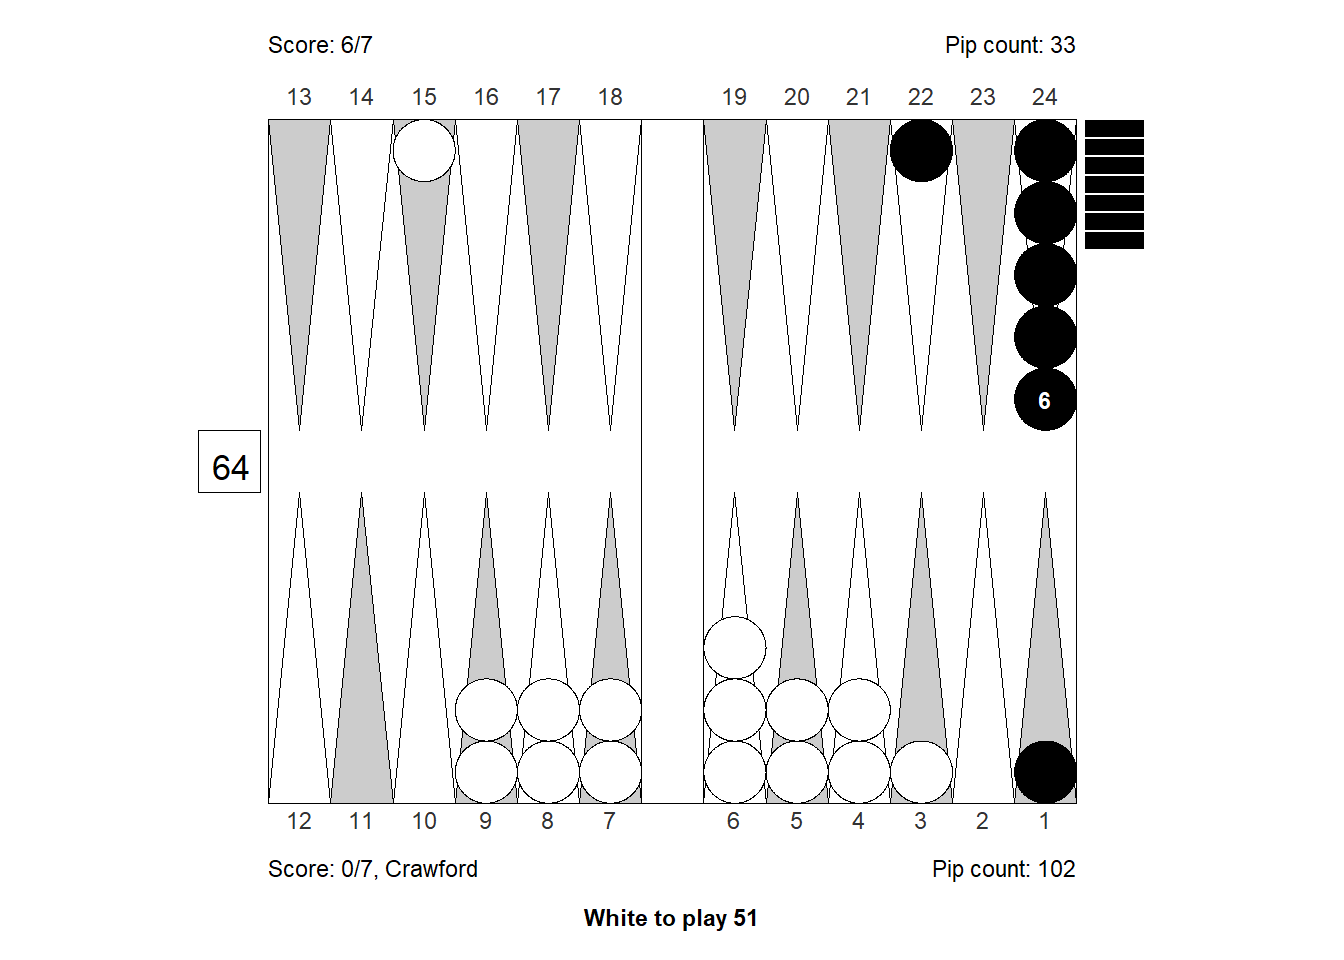 Score: 6/7 Pip count: 33
13 14 15 16 17 18 19 20 21 22 23 24
6
64
12 11 10 9 8 7 6 5 4 3 2 1
Score: 0/7, Crawford Pip count: 102
White to play 51